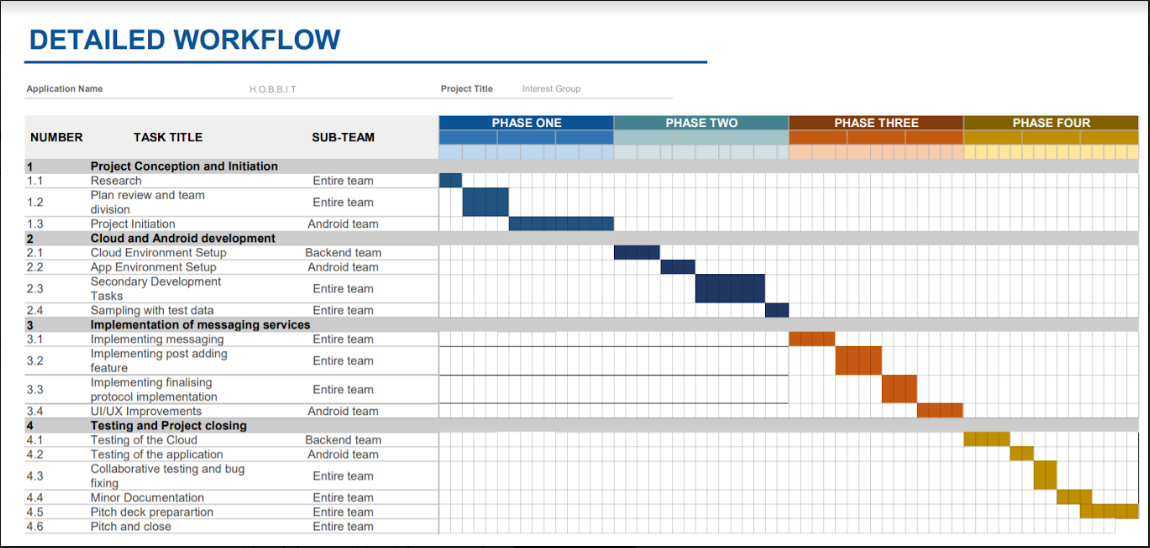 DETAILED WORKFLOW
Application Name H.O.B.B.I.T Project Title Interest Group
PHASE ONE PHASE TWO PHASE THREE PHASE FOUR
NUMBER TASK TITLE SUB-TEAM
1 Project Conception and Initiation
1.1 Research Entire team
1.2 Plan review and team
division Entire team
1.3 Project Initiation Android team
2 Cloud and Android development
2.1 Cloud Environment Setup Backend team
2.2 App Environment Setup Android team
2.3 Secondary Development
Tasks Entire team
2.4 Sampling with test data Entire team
3 Implementation of messaging services
3.1 Implementing messaging Entire team
3.2 Implementing post adding
feature Entire team
3.3 Implementing finalising
protocol implementation Entire team
3.4 UI/UX Improvements Android team
4 Testing and Project closing
4.1 Testing of the Cloud Backend team
4.2 Testing of the application Android team
4.3 Collaborative testing and bug
fixing Entire team
4.4 Minor Documentation Entire team
4.5 Pitch deck preparartion Entire team
4.6 Pitch and close Entire team